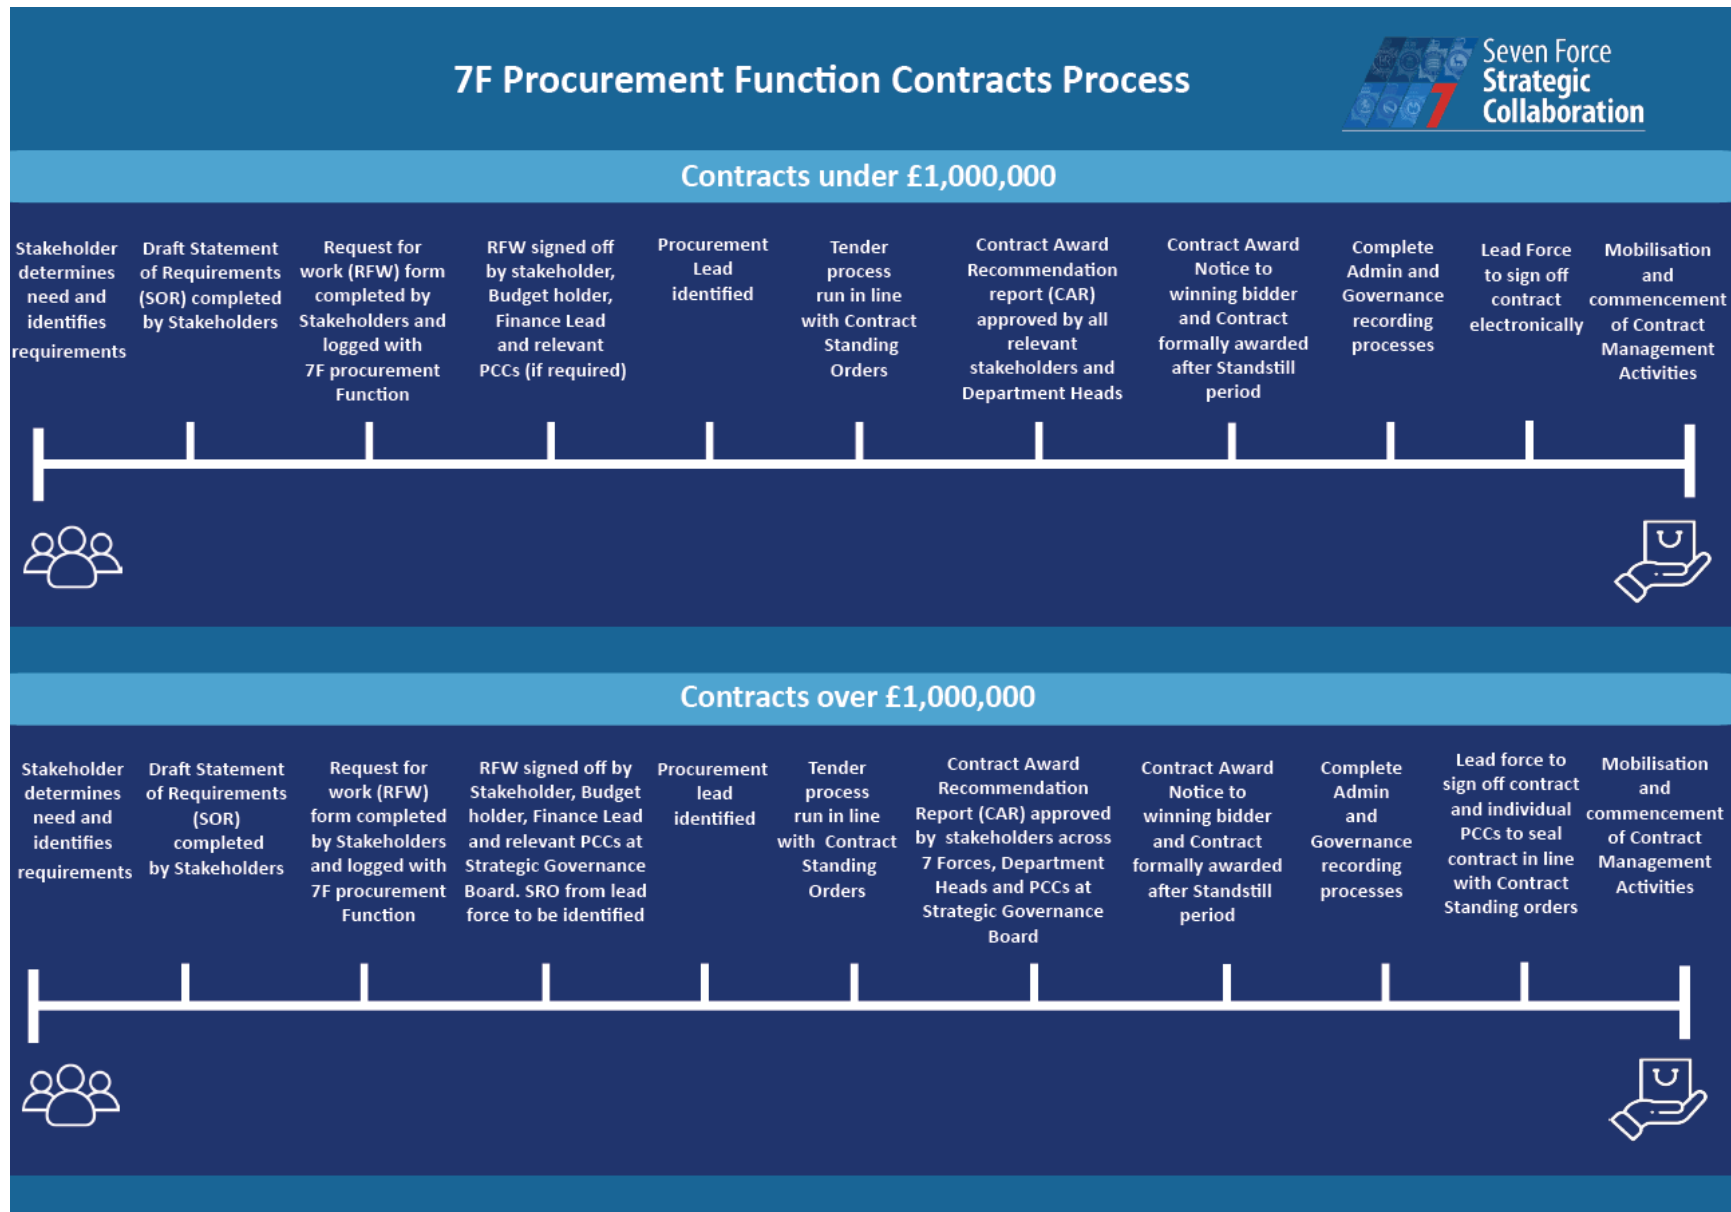 7F Procurement Function Contracts Process
Seven Force
Strategic
Collaboration
7
Contracts under £1,000,000
Stakeholder
determines
need and
identifies
requirements
Draft Statement
of Requirements
(SOR) completed
by Stakeholders
Request for
work (RFW) form
completed by
Stakeholders and
logged with
7F procurement
Function
RFW signed off
by stakeholder,
Budget holder,
Finance Lead
and relevant
PCCs (if required)
Procurement
Lead
identified
Tender
process
run in line
with Contract
Standing
Orders
Contract Award
Recommendation
report (CAR)
approved by all
relevant
stakeholders and
Department Heads
Contract Award
Notice to
winning bidder
and Contract
formally awarded
after Standstill
period
Complete
Admin and
Governance
recording
processes
Lead Force
to sign off
contract
electronically
Mobilisation
and
commencement
of Contract
Management
Activities
Contracts over £1,000,000
Stakeholder
determines
need and
identifies
requirements
Draft Statement
of Requirements
(SOR)
completed
by Stakeholders
Request for
work (RFW)
form completed
by Stakeholders
and logged with
7F procurement
Function
RFW signed off by
Stakeholder, Budget
holder, Finance Lead
and relevant PCCs at
Strategic Governance
Board. SRO from lead
force to be identified
Procurement
lead
identified
Tender
process
run in line
with Contract
Standing
Orders
Contract Award
Recommendation
Report (CAR) approved
by stakeholders across
7 Forces, Department
Heads and PCCs at
Strategic Governance
Board
Contract Award
Notice to
winning bidder
and Contract
formally awarded
after Standstill
period
Complete
Admin
and
Governance
recording
processes
Lead force to
sign off contract
and individual
PCCs to seal
contract in line
with Contract
Standing orders
Mobilisation
and
commencement
of Contract
Management
Activities